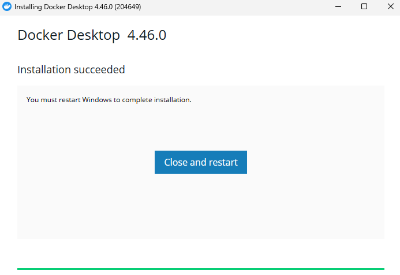 Installing Docker Desktop 4.46.0 (204649)
Docker Desktop 4.46.0
Installation succeeded
You must restart Windows to complete installation.
Close and restart